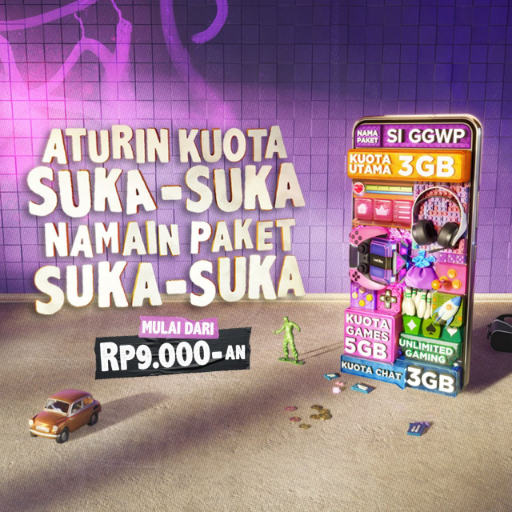 ATURIN KUOTA
SUKA-SUKA
NAMAIN PAKET
SUKA-SUKA
MULAI DARI
RP9.000-AN
NAMA
PAKET
SI GGWP
KUOTA
UTAMA
3GB
KUOTA
GAMES
5GB
UNLIMITED
GAMING
KUOTA CHAT
3GB